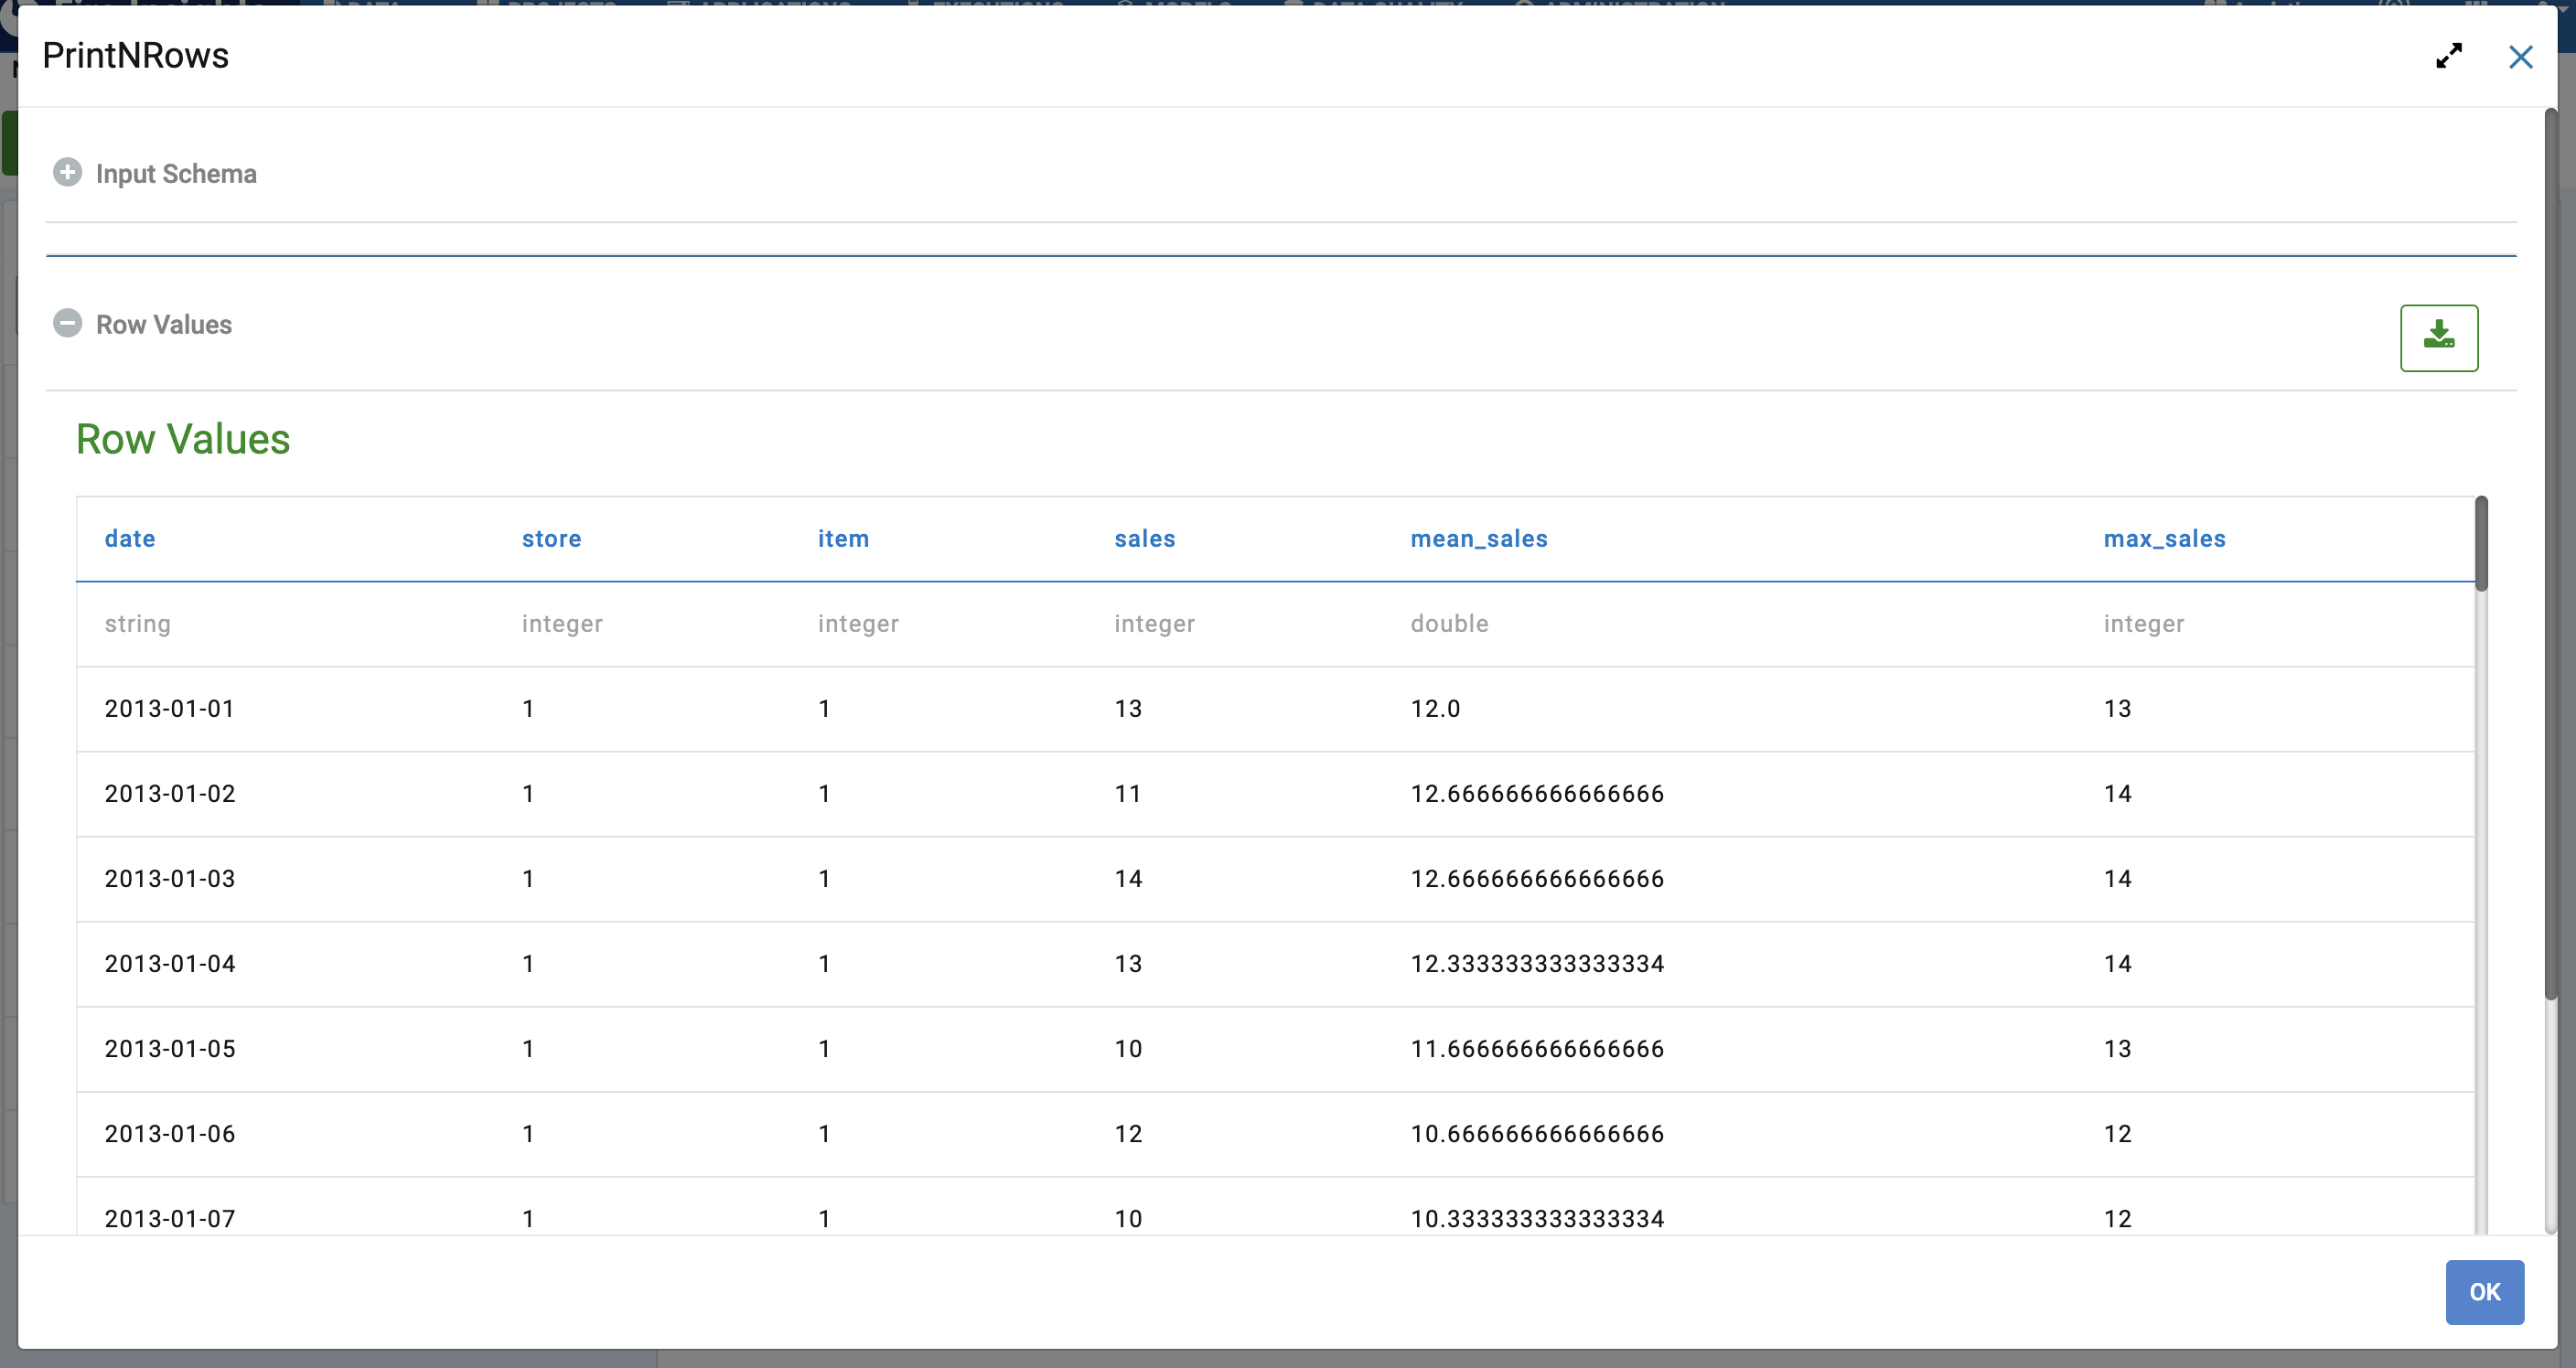 PrintNRows
Input Schema
Row Values
Row Values
date store item sales mean_sales max_sales
string integer integer integer double integer
2013-01-01 1 1 13 12.0 13
2013-01-02 1 1 11 12.666666666666666 14
2013-01-03 1 1 14 12.666666666666666 14
2013-01-04 1 1 13 12.333333333333334 14
2013-01-05 1 1 10 11.666666666666666 13
2013-01-06 1 1 12 10.666666666666666 12
2013-01-07 1 1 10 10.333333333333334 12
OK